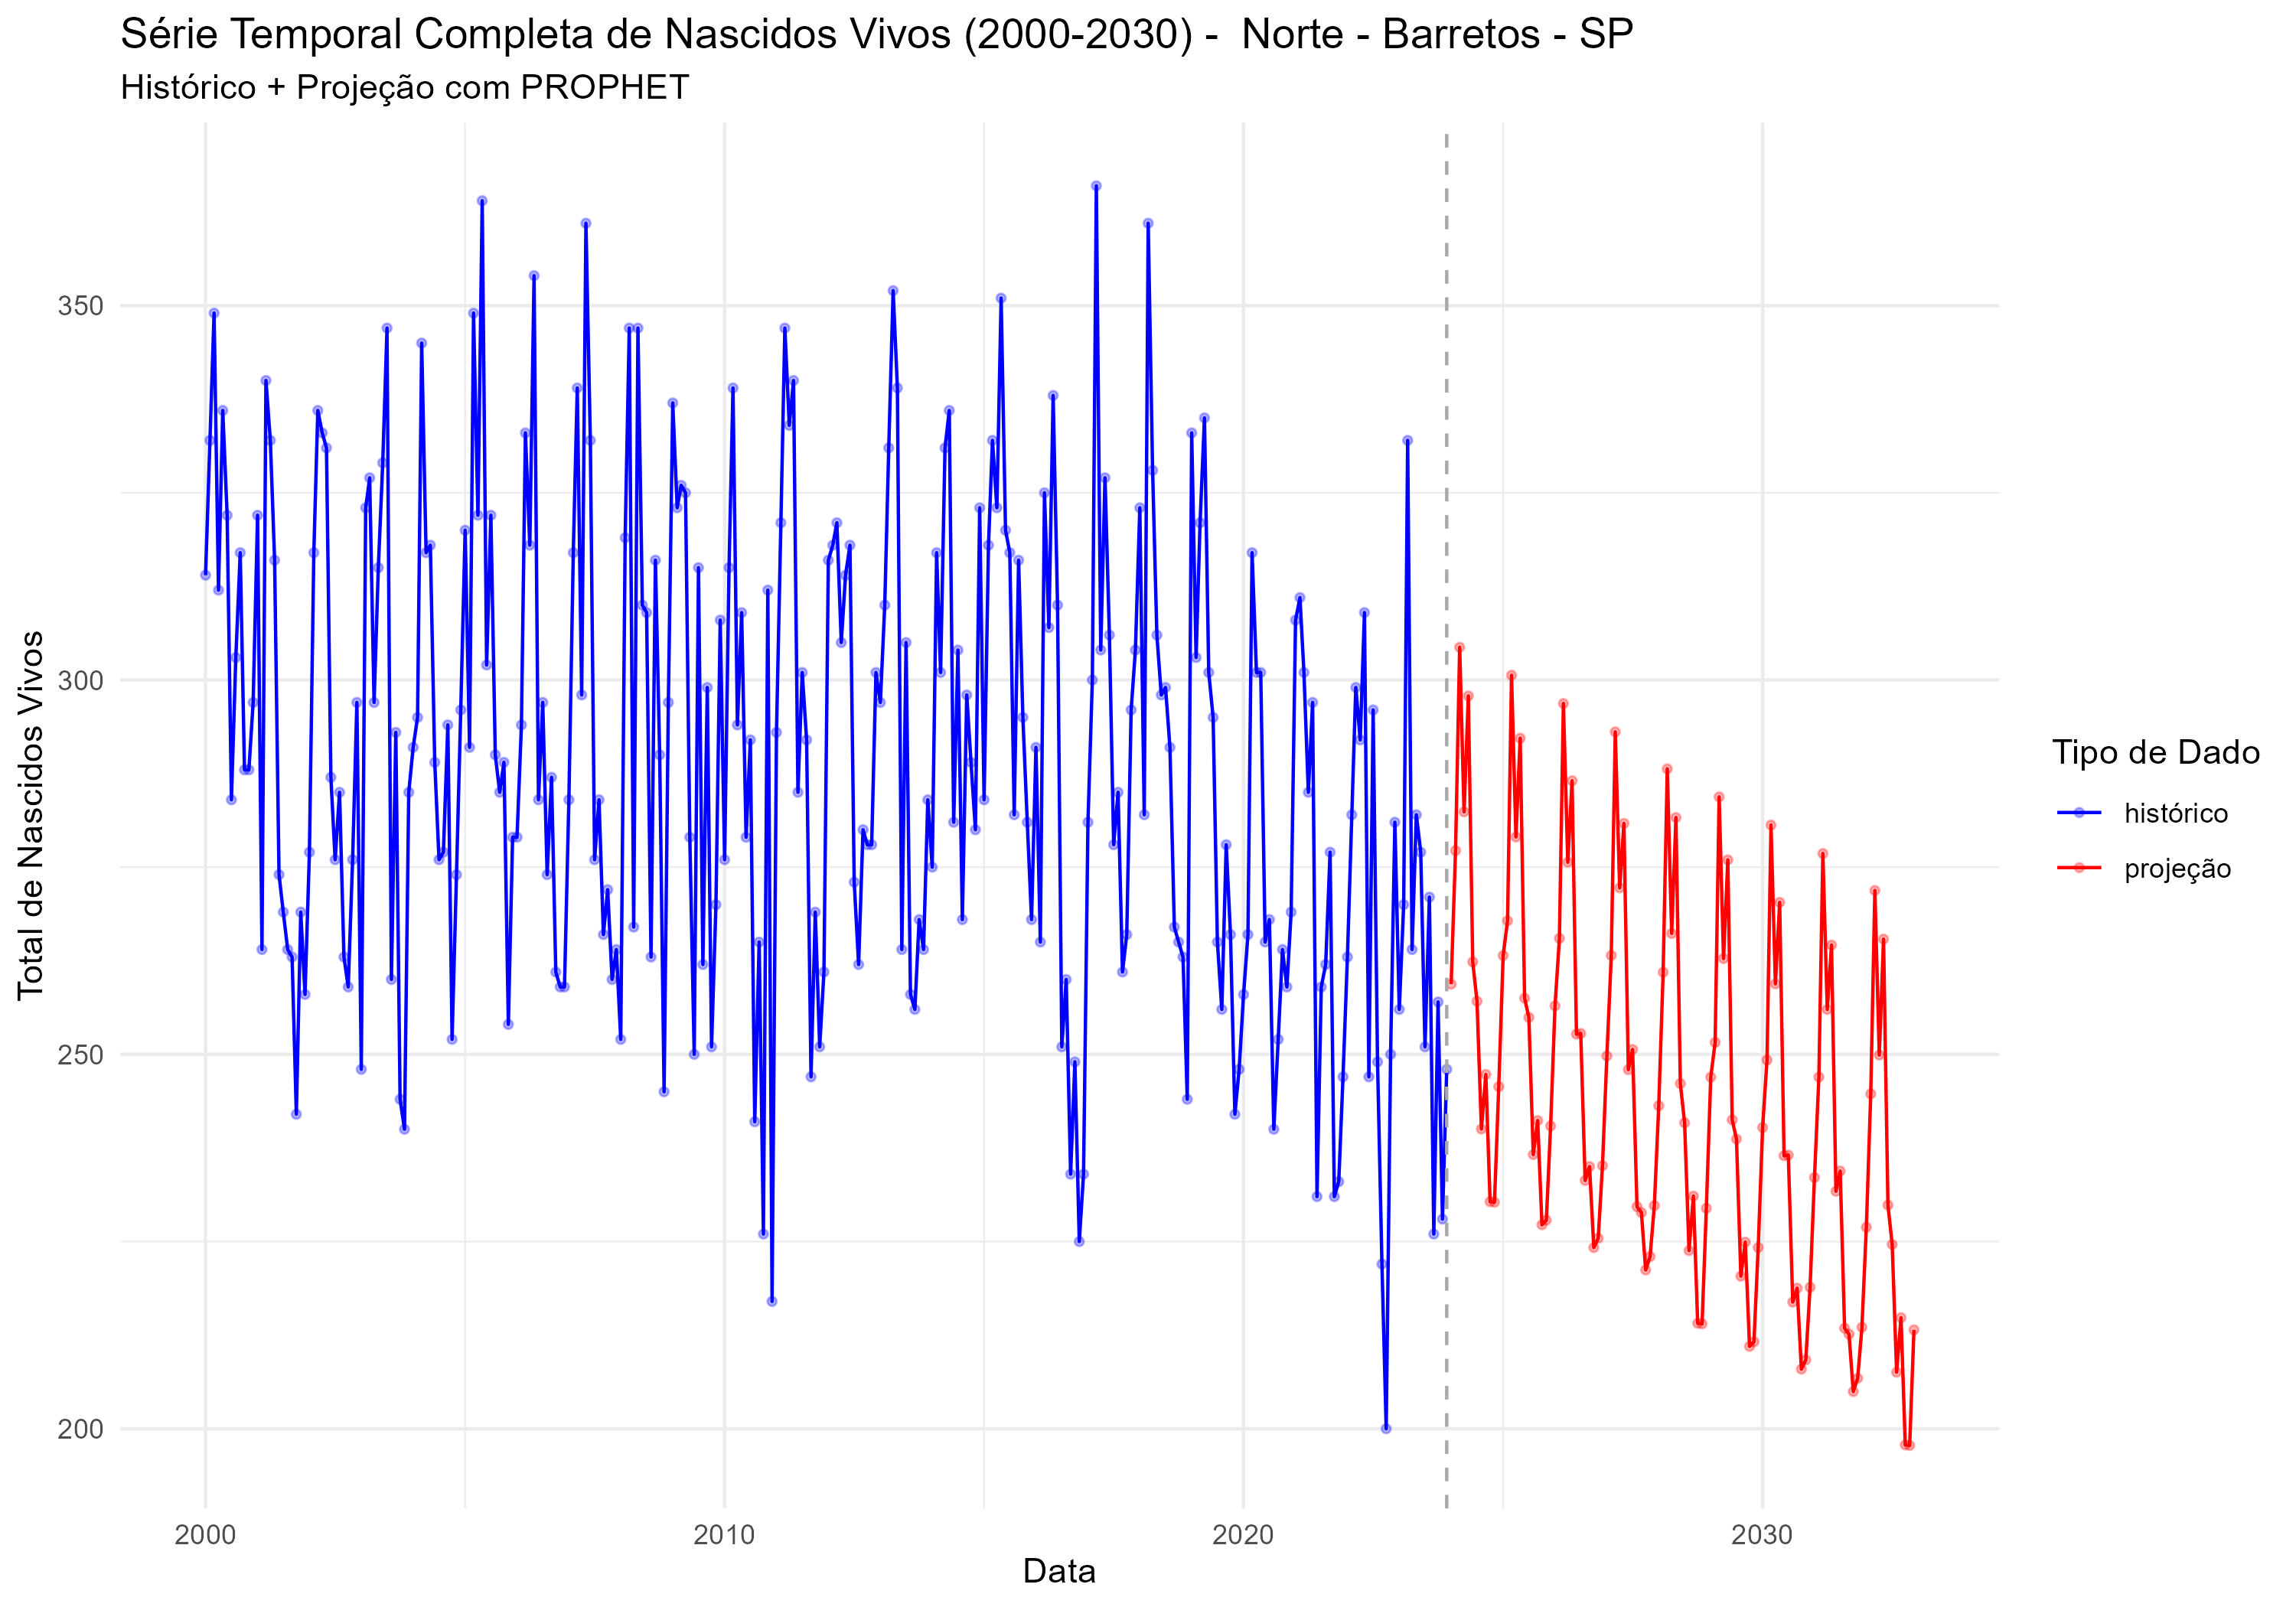 Série Temporal Completa de Nascidos Vivos (2000-2030) -  Norte - Barretos - SP
Histórico + Projeção com PROPHET
Total de Nascidos Vivos
350
300
250
200
2000
2010
2020
2030
Data
Tipo de Dado
histórico
projeção